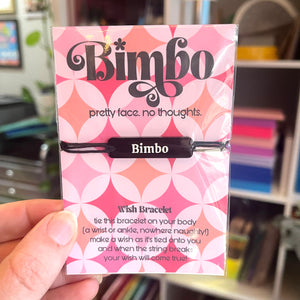 Bimbo
pretty face. no thoughts.
Bimbo
Wish Bracelet
tie this bracelet on your body
(a wrist or ankle, nowhere naughty!)
make a wish as it's tied onto you
and when the string breaks
your wish will come true!